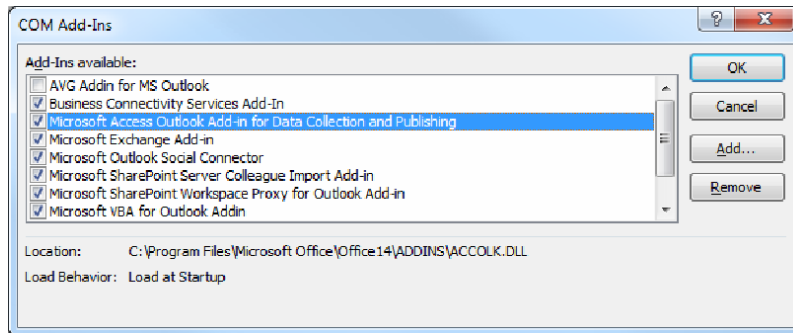 COM Add-Ins
Add-Ins available:
AVG Addin for MS Outlook
Business Connectivity Services Add-In
Microsoft Access Outlook Add-in for Data Collection and Publishing
Microsoft Exchange Add-in
Microsoft Outlook Social Connector
Microsoft SharePoint Server Colleague Import Add-in
Microsoft SharePoint Workspace Proxy for Outlook Add-in
Microsoft VBA for Outlook Addin
OK
Cancel
Add...
Remove
Location: C:\Program Files\Microsoft Office\Office14\ADDINS\ACCOLK.DLL
Load Behavior: Load at Startup